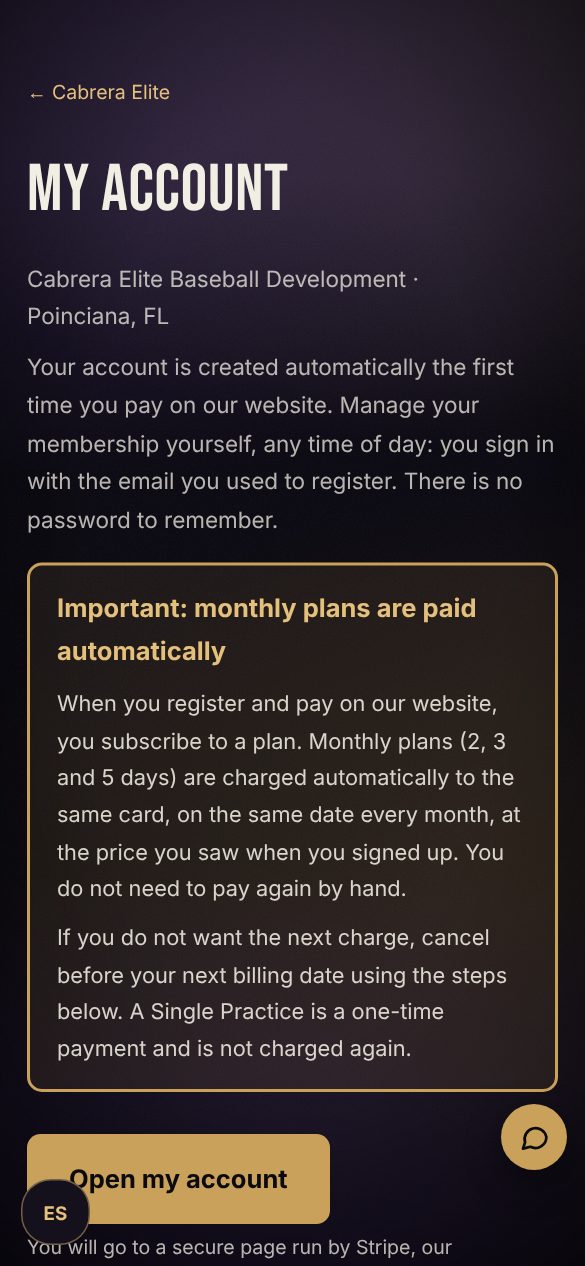 ← Cabrera Elite
MY ACCOUNT
Cabrera Elite Baseball Development ·
Poinciana, FL
Your account is created automatically the first
time you pay on our website. Manage your
membership yourself, any time of day: you sign in
with the email you used to register. There is no
password to remember.
Important: monthly plans are paid
automatically
When you register and pay on our website,
you subscribe to a plan. Monthly plans (2, 3
and 5 days) are charged automatically to the
same card, on the same date every month, at
the price you saw when you signed up. You
do not need to pay again by hand.
If you do not want the next charge, cancel
before your next billing date using the steps
below. A Single Practice is a one-time
payment and is not charged again.
Open my account
ES
You will go to a secure page run by Stripe, our